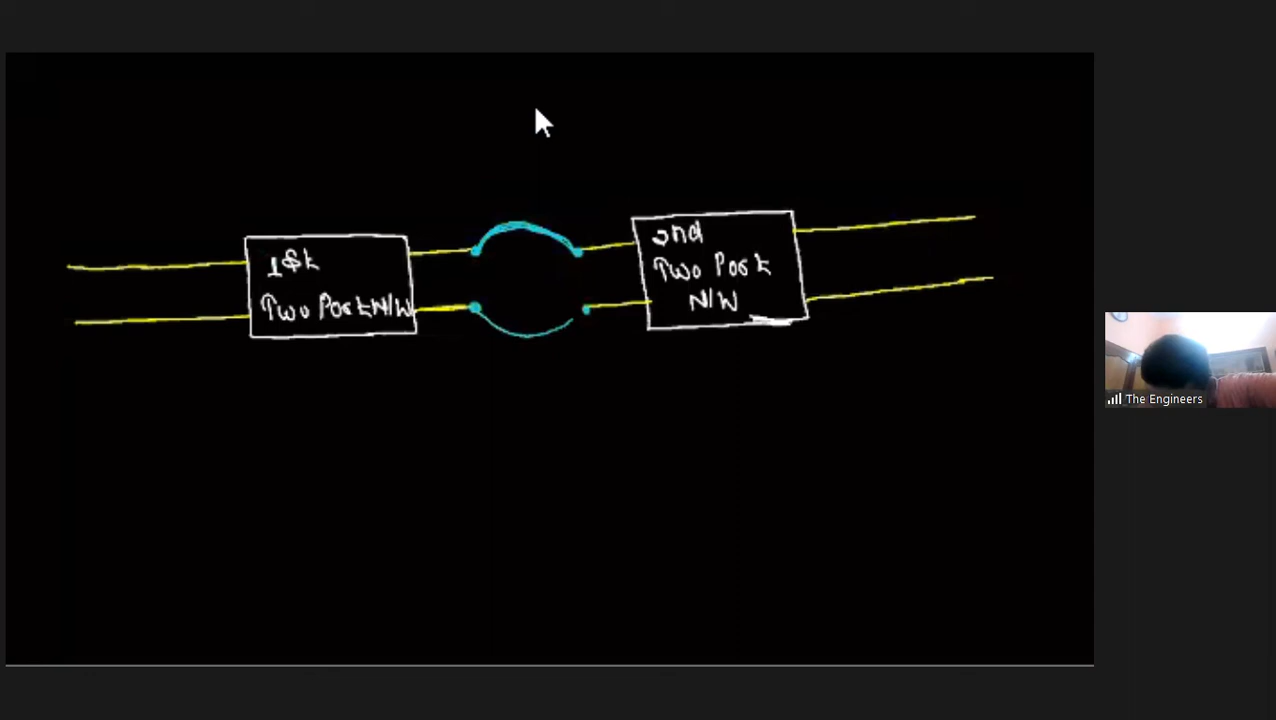 1st
Two Port N/W
2nd
Two Port
N/W
The Engineers